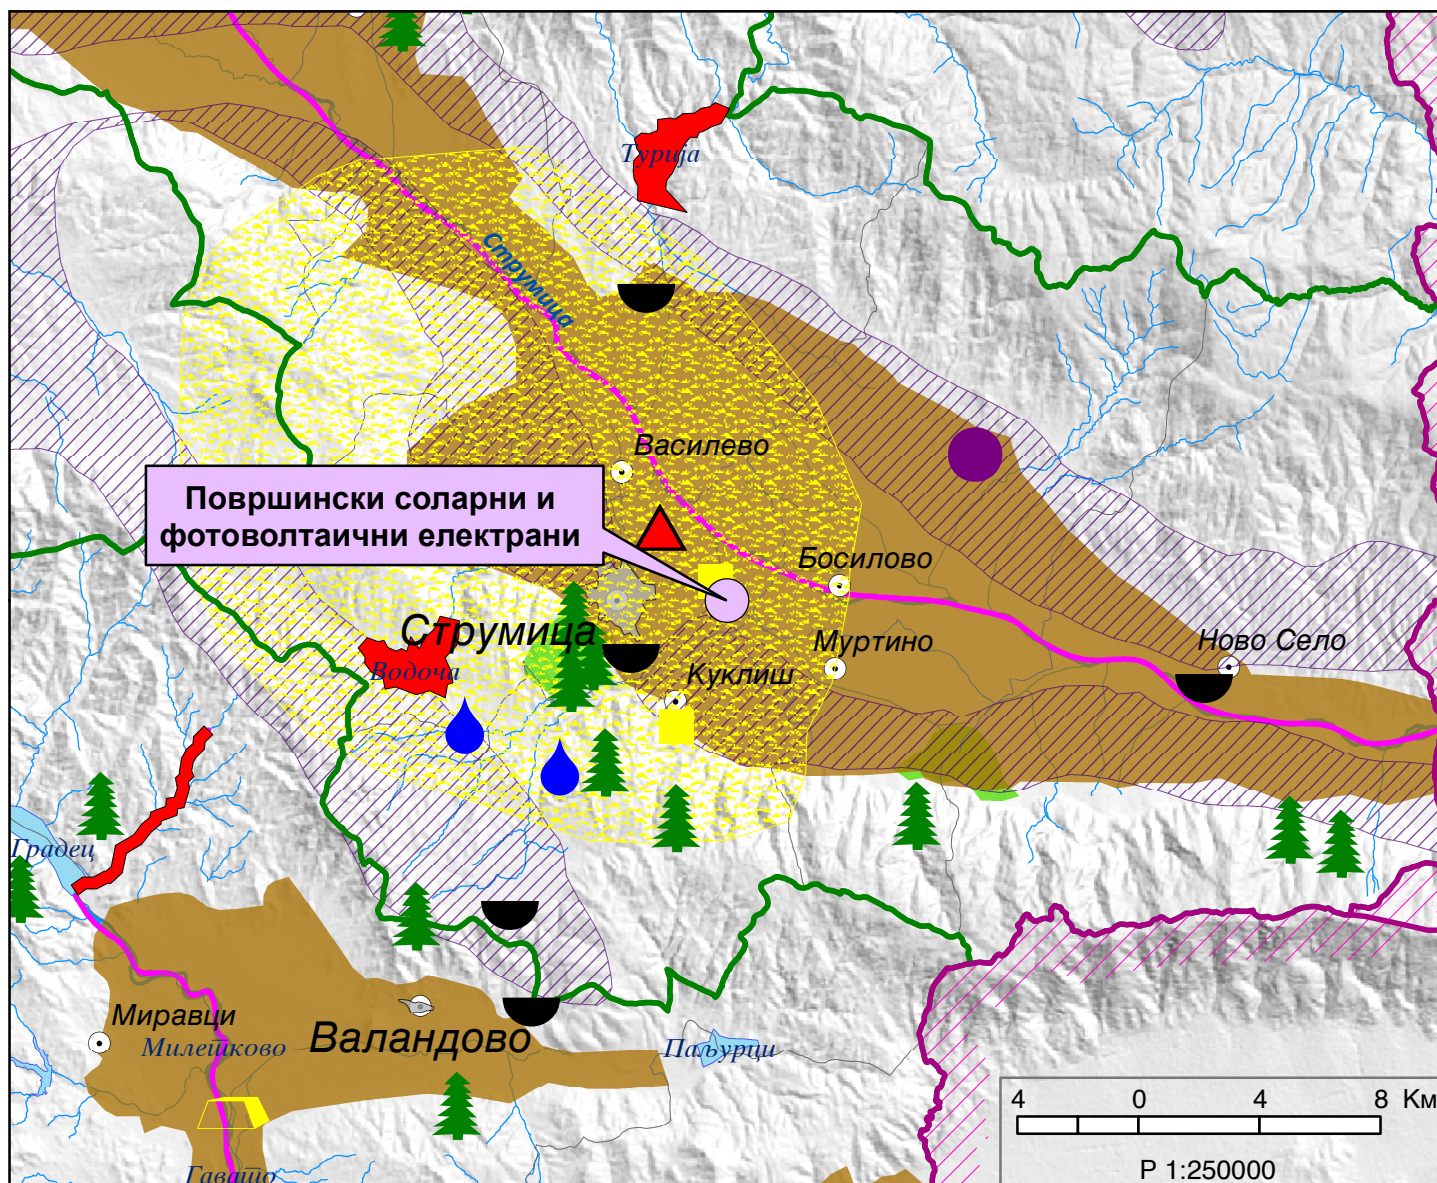 Турија
Струмица
Василево
Површински соларни и
фотоволтаични електрани
Босилово
Струмица
Муртино
Ново Село
Водоча
Куклиш
Градец
Миравци
Милетково
Валандово
Паљурци
Гавато
4 0 4 8 Км
Р 1:250000